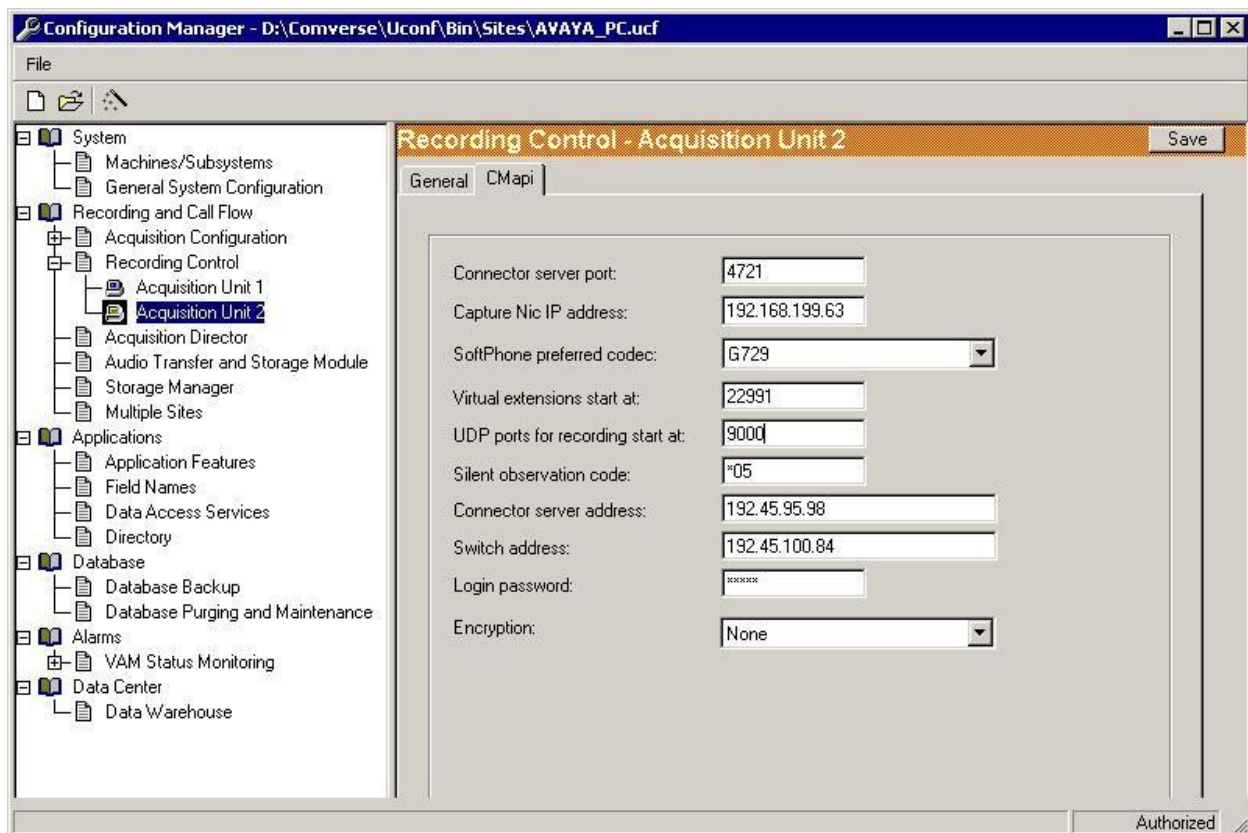 Configuration Manager - D:\Comverse\Uconf\Bin\Sites\AVAYA_PC.ucf
File
System
Machines/Subsystems
General System Configuration
Recording and Call Flow
Acquisition Configuration
Recording Control
Acquisition Unit 1
Acquisition Unit 2
Acquisition Director
Audio Transfer and Storage Module
Storage Manager
Multiple Sites
Applications
Application Features
Field Names
Data Access Services
Directory
Database
Database Backup
Database Purging and Maintenance
Alarms
VAM Status Monitoring
Data Center
Data Warehouse
Recording Control - Acquisition Unit 2
Save
General CMapi
Connector server port: 4721
Capture Nic IP address: 192.168.199.63
SoftPhone preferred codec: G729
Virtual extensions start at: 22991
UDP ports for recording start at: 9000
Silent observation code: *05
Connector server address: 192.45.95.98
Switch address: 192.45.100.84
Login password: *****
Encryption: None
Authorized